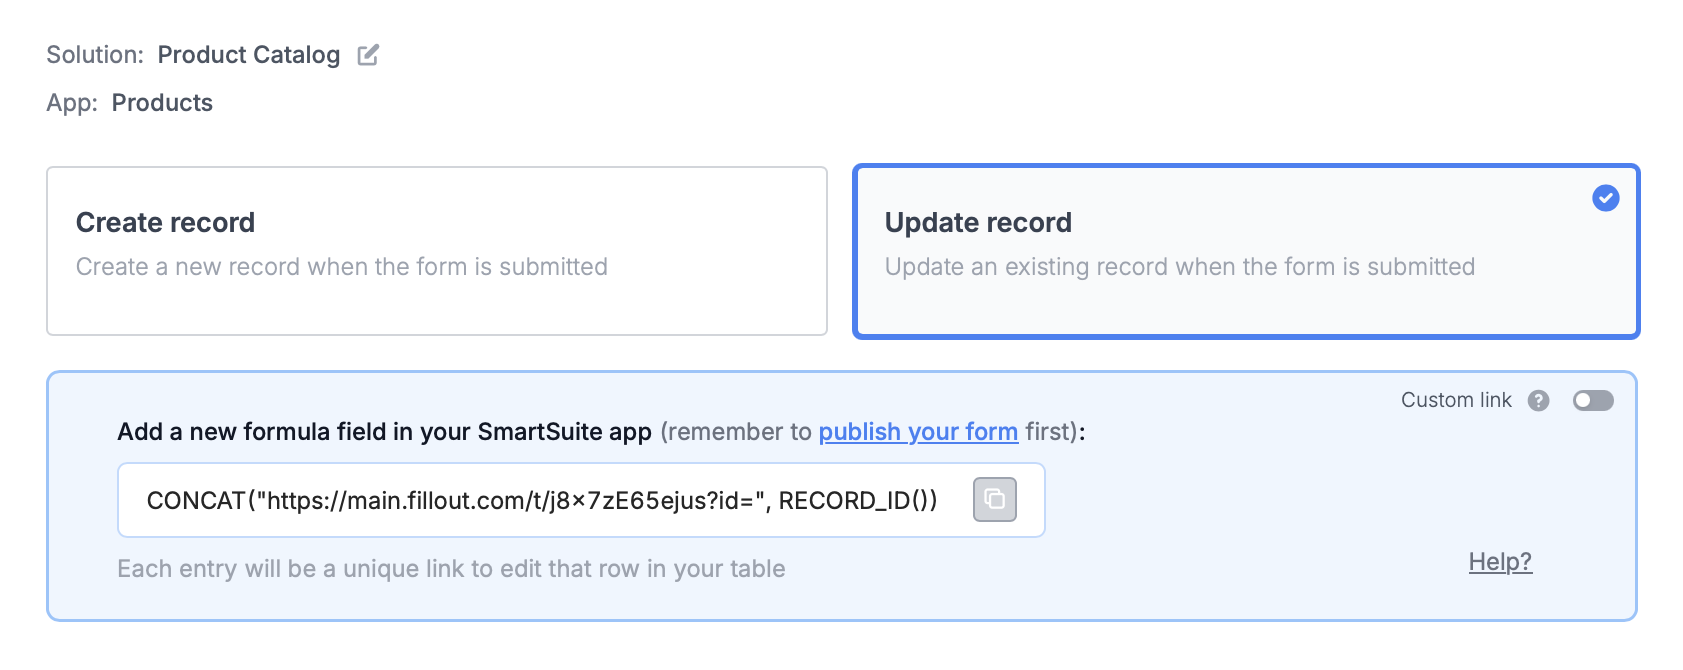 Solution: Product Catalog
App: Products
Create record
Create a new record when the form is submitted
Update record
Update an existing record when the form is submitted
Custom link ?
Add a new formula field in your SmartSuite app (remember to publish your form first):
CONCAT("https://main.fillout.com/t/j8x7zE65ejus?id=", RECORD_ID())
Each entry will be a unique link to edit that row in your table
Help?